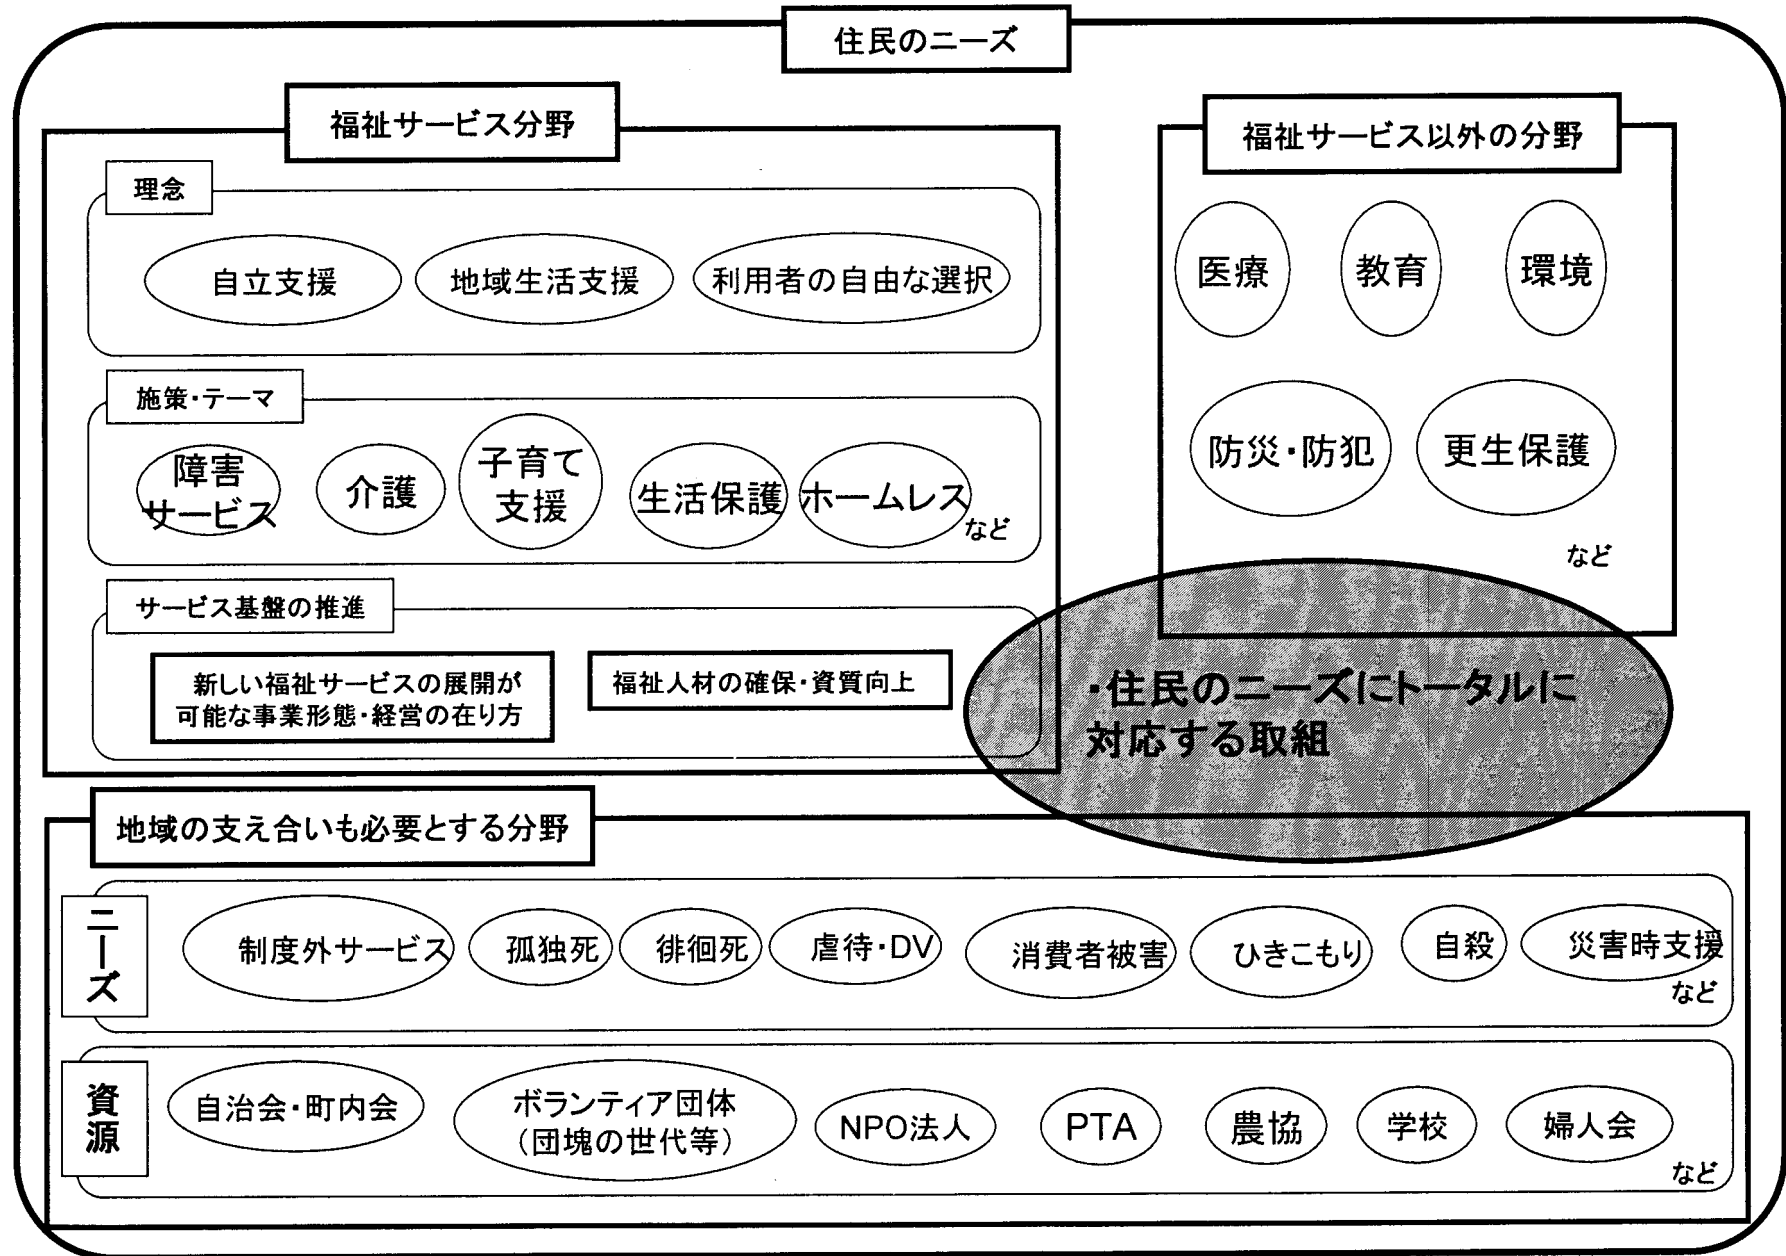 住民のニーズ
福祉サービス分野
理念
自立支援
地域生活支援
利用者の自由な選択
施策・テーマ
障害
サービス
介護
子育て
支援
生活保護
ホームレス
など
サービス基盤の推進
新しい福祉サービスの展開が
可能な事業形態・経営の在り方
福祉人材の確保・資質向上
福祉サービス以外の分野
医療
教育
環境
防災・防犯
更生保護
など
・住民のニーズにトータルに
対応する取組
地域の支え合いも必要とする分野
ニーズ
制度外サービス
孤独死
徘徊死
虐待・DV
消費者被害
ひきこもり
自殺
災害時支援
など
資源
自治会・町内会
ボランティア団体
(団塊の世代等)
NPO法人
PTA
農協
学校
婦人会
など